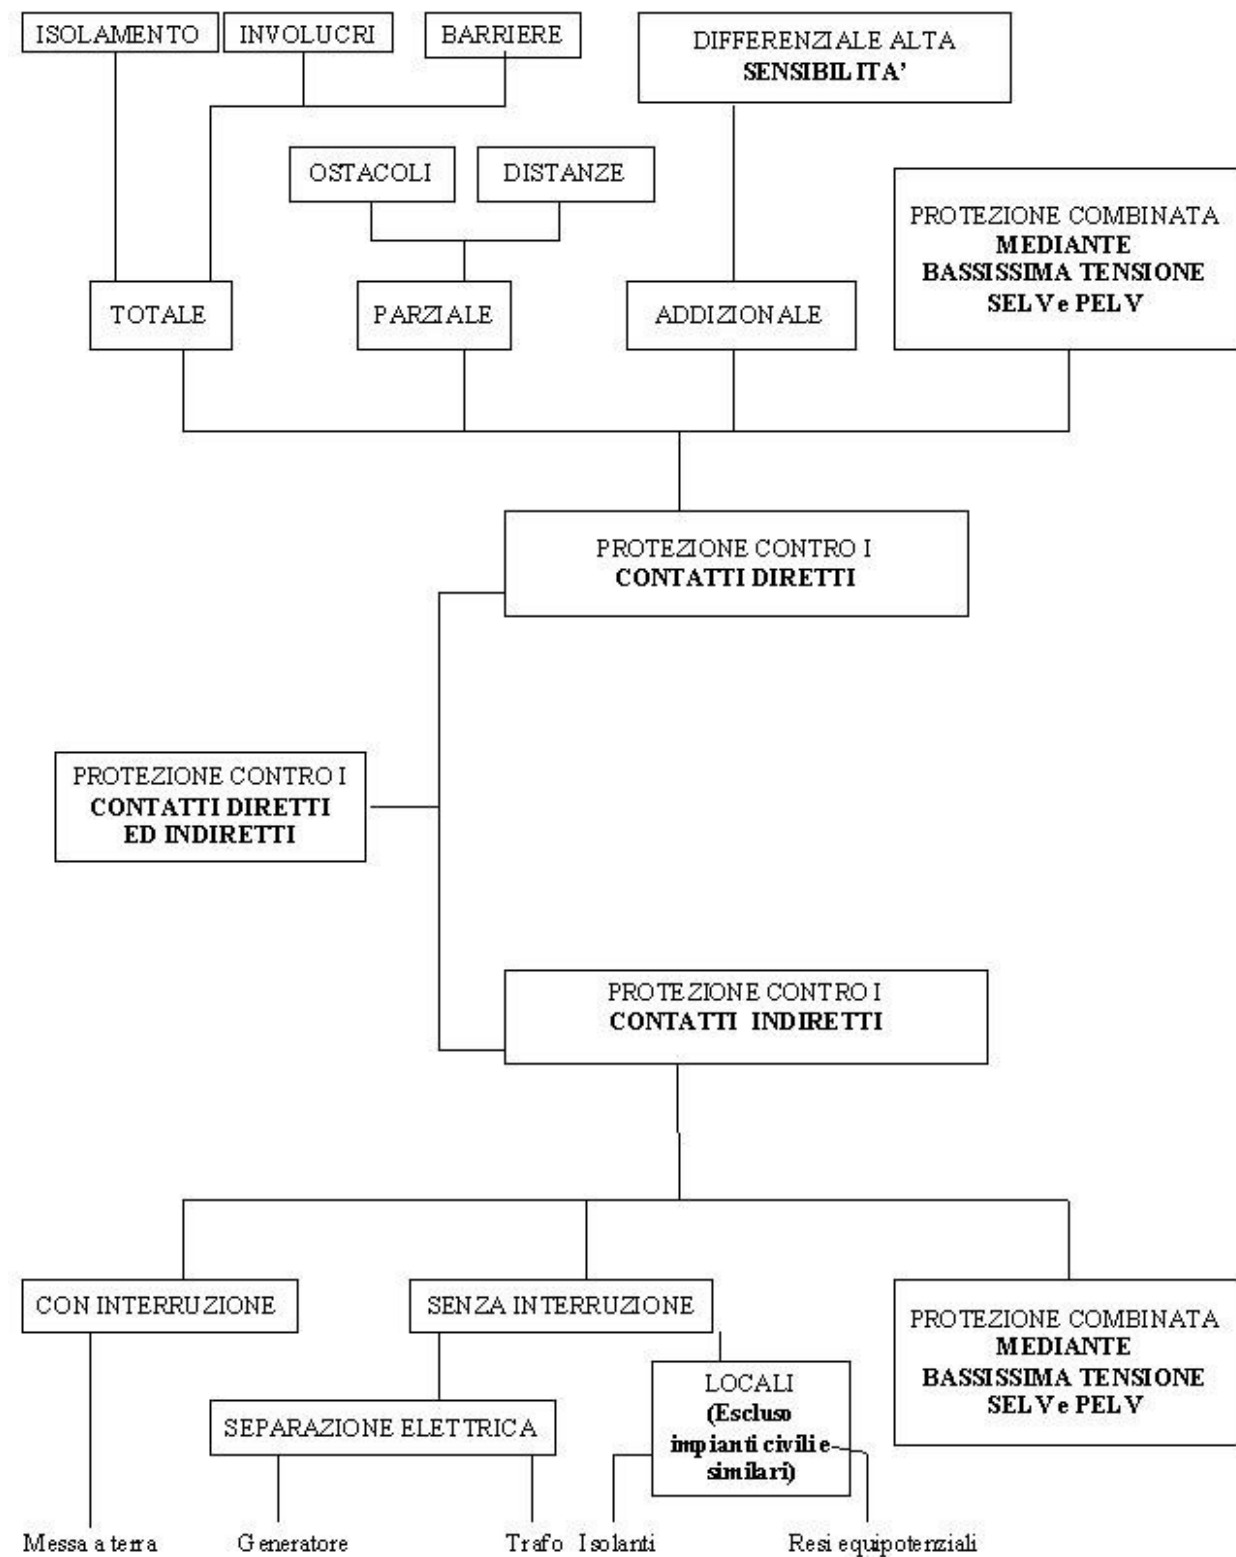 ISOLAMENTO
INVOLUCRI
BARRIERE
DIFFERENZIALE ALTA
SENSIBILITA’
OSTACOLI
DISTANZE
PROTEZIONE COMBINATA
MEDIANTE
BASSISSIMA TENSIONE
SELV e PELV
TOTALE
PARZIALE
ADDIZIONALE
PROTEZIONE CONTRO I
CONTATTI DIRETTI
PROTEZIONE CONTRO I
CONTATTI DIRETTI
ED INDIRETTI
PROTEZIONE CONTRO I
CONTATTI INDIRETTI
CON INTERRUZIONE
SENZA INTERRUZIONE
PROTEZIONE COMBINATA
MEDIANTE
BASSISSIMA TENSIONE
SELV e PELV
SEPARAZIONE ELETTRICA
LOCALI
(Escluso
impianti civili e
similari)
Messa a terra
Generatore
Trafo
Isolanti
Resi equipotenziali